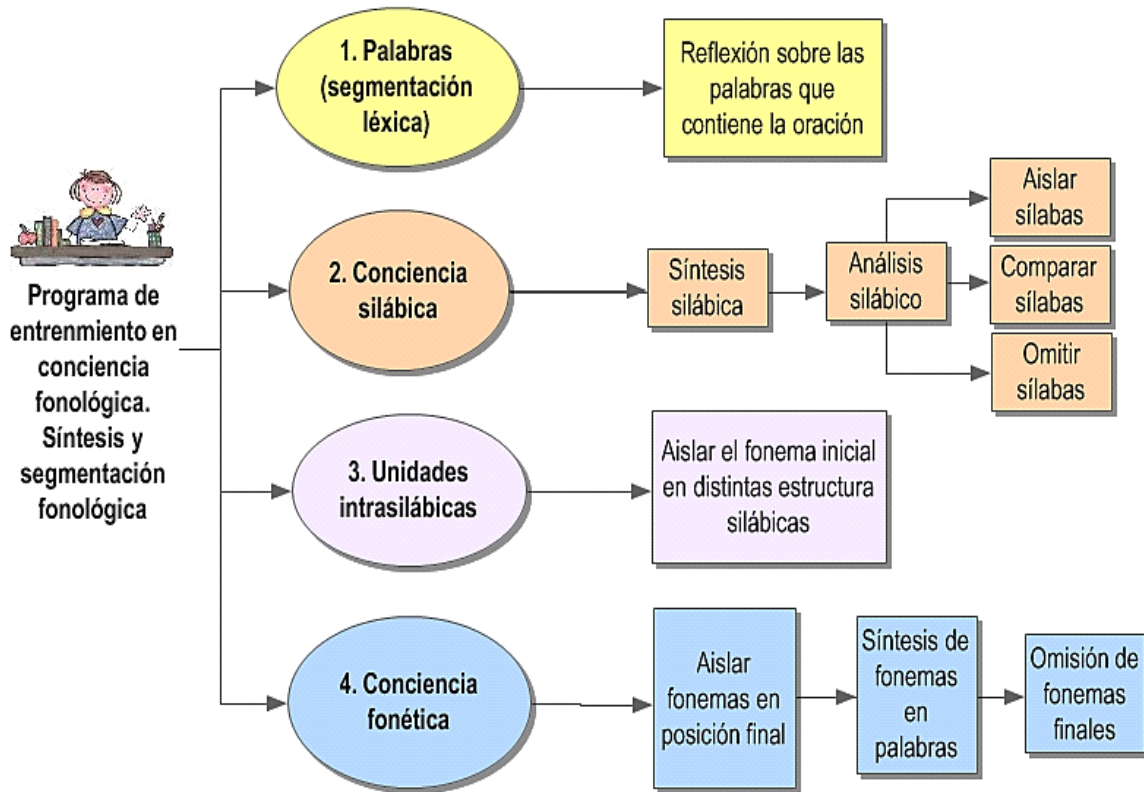 Programa de
entrenmiento en
conciencia
fonológica.
Síntesis y
segmentación
fonológica
1. Palabras
(segmentación
léxica)
Reflexión sobre las
palabras que
contiene la oración
2. Conciencia
silábica
Síntesis
silábica
Análisis
silábico
Aislar
sílabas
Comparar
sílabas
Omitir
sílabas
3. Unidades
intrasilábicas
Aislar el fonema inicial
en distintas estructura
silábicas
4. Conciencia
fonética
Aislar
fonemas en
posición final
Síntesis de
fonemas
en
palabras
Omisión de
fonemas
finales